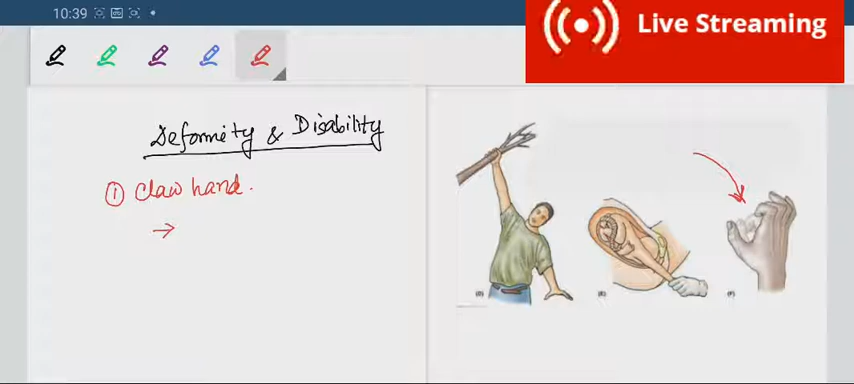 10:39
Live Streaming
Deformity & Disability
① Claw hand.
→
(D) (E) (F)